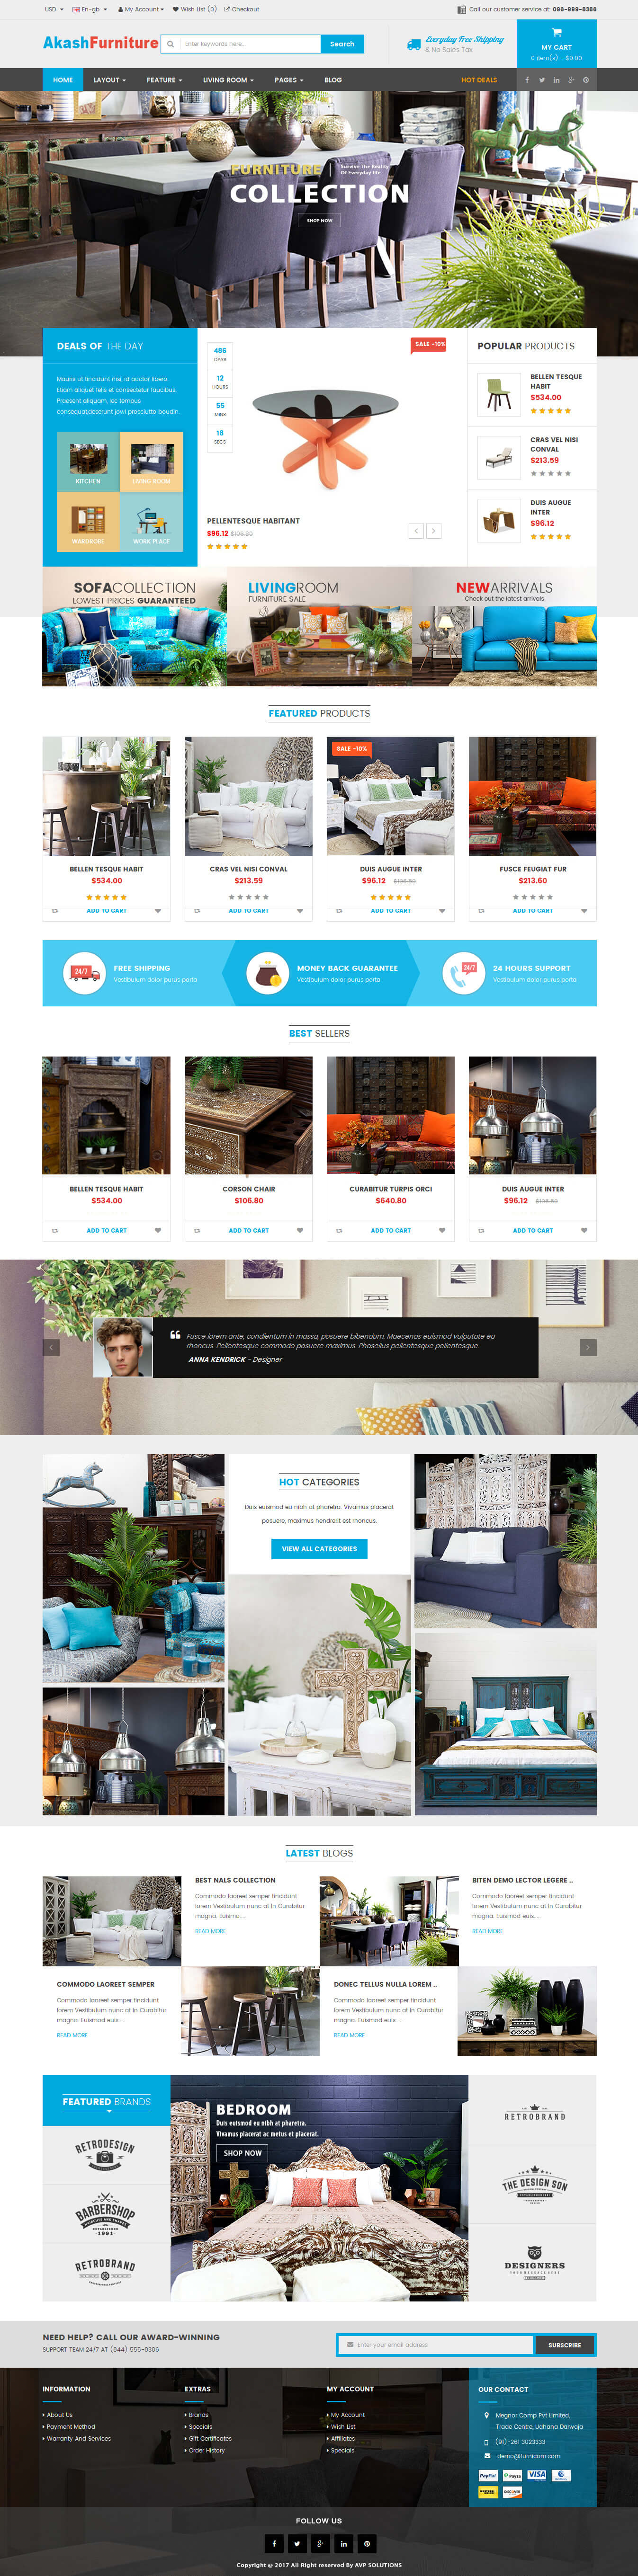 USD En-gb My Account Wish List (0) Checkout
Call our customer service at: 098-999-8386
AkashFurniture
Enter keywords here...
Search
Everyday Free Shipping
& No Sales Tax
MY CART
0 item(s) - $0.00
HOME LAYOUT FEATURE LIVING ROOM PAGES BLOG
HOT DEALS
FURNITURE
Survive The Reality
Of Everyday life
COLLECTION
SHOP NOW
DEALS OF THE DAY
Mauris ut tincidunt nisi, id auctor libero.
Etiam aliquet felis et consectetur faucibus.
Praesent aliquam, lec tempus
consequat,deserunt jowl prosciutto boudin.
KITCHEN
LIVING ROOM
WARDROBE
WORK PLACE
486
DAYS
12
HOURS
55
MINS
18
SECS
SALE -10%
PELLENTESQUE HABITANT
$96.12 $106.80
POPULAR PRODUCTS
BELLEN TESQUE
HABIT
$534.00
CRAS VEL NISI
CONVAL
$213.59
DUIS AUGUE
INTER
$96.12
SOFACOLLECTION
LOWEST PRICES GUARANTEED
LIVINGROOM
FURNITURE SALE
NEWARRIVALS
Check out the latest arrivals
FEATURED PRODUCTS
BELLEN TESQUE HABIT
$534.00
ADD TO CART
CRAS VEL NISI CONVAL
$213.59
ADD TO CART
SALE -10%
DUIS AUGUE INTER
$96.12 $106.80
ADD TO CART
FUSCE FEUGIAT FUR
$213.60
ADD TO CART
24/7
FREE SHIPPING
Vestibulom dolor purus porta
MONEY BACK GUARANTEE
Vestibulom dolor purus porta
24/7
24 HOURS SUPPORT
Vestibulom dolor purus porta
BEST SELLERS
BELLEN TESQUE HABIT
$534.00
ADD TO CART
CORSON CHAIR
$106.80
ADD TO CART
CURABITUR TURPIS ORCI
$640.80
ADD TO CART
DUIS AUGUE INTER
$96.12 $106.80
ADD TO CART
Fusce lorem ante, condientum in massa, posuere bibendum. Maecenas euismod vulputate eu
rhoncus. Pellentesque commodo posuere maximus. Phasellus pellentesque pellentesque.
ANNA KENDRICK - Designer
HOT CATEGORIES
Duis euismod eu nibh at pharetra. Vivamus placerat
posuere, maximus hendrerit est rhoncus.
VIEW ALL CATEGORIES
LATEST BLOGS
BEST NALS COLLECTION
Commodo laoreet semper tincidunt
lorem Vestibulum nunc at In Curabitur
magna. Euismo.....
READ MORE
BITEN DEMO LECTOR LEGERE ..
Commodo laoreet semper tincidunt
lorem Vestibulum nunc at In Curabitur
magna. Euismod euis.....
READ MORE
COMMODO LAOREET SEMPER
Commodo laoreet semper tincidunt
lorem Vestibulum nunc at In Curabitur
magna. Euismod euis.....
READ MORE
DONEC TELLUS NULLA LOREM ..
Commodo laoreet semper tincidunt
lorem Vestibulum nunc at In Curabitur
magna. Euismod euis.....
READ MORE
FEATURED BRANDS
RETRODESIGN
BARBERSHOP
ESTABLISHED
1991
RETROBRAND
BEDROOM
Duis euismod eu nibh at pharetra.
Vivamus placerat ac metus et placerat.
SHOP NOW
RETROBRAND
THE DESIGN SON
DESIGNERS
NEED HELP? CALL OUR AWARD-WINNING
SUPPORT TEAM 24/7 AT (844) 555-8386
Enter your email address
SUBSCRIBE
INFORMATION
About Us
Payment Method
Warranty And Services
EXTRAS
Brands
Specials
Gift Certificates
Order History
MY ACCOUNT
My Account
Wish List
Affiliates
Specials
OUR CONTACT
Megnor Comp Pvt Limited,
Trade Centre, Udhana Darwaja
(91)-261 3023333
demo@furnicom.com
PayPal
Payza
VISA
DISCOVER
FOLLOW US
Copyright @ 2017 All Right reserved By AVP SOLUTIONS